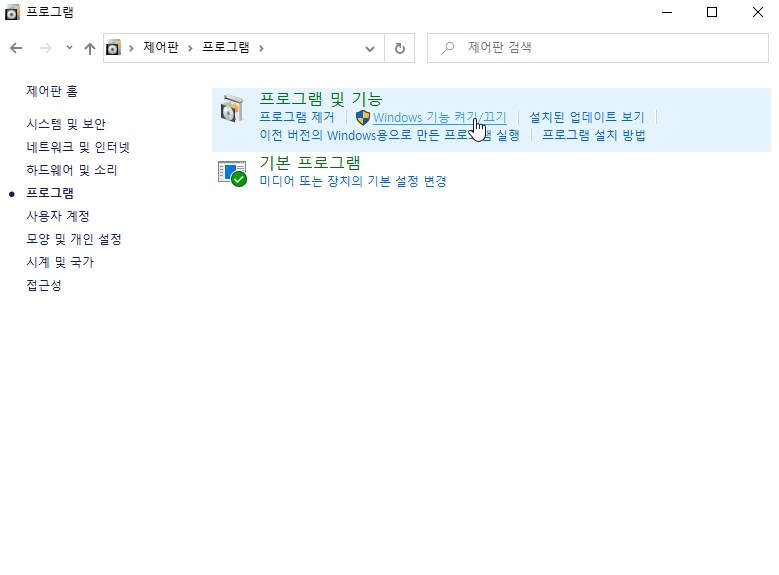 프로그램
제어판 > 프로그램 >
제어판 검색
제어판 홈
시스템 및 보안
네트워크 및 인터넷
하드웨어 및 소리
프로그램
사용자 계정
모양 및 개인 설정
시계 및 국가
접근성
프로그램 및 기능
프로그램 제거 | Windows 기능 켜기/끄기 | 설치된 업데이트 보기 |
이전 버전의 Windows용으로 만든 프로그램 실행 | 프로그램 설치 방법
기본 프로그램
미디어 또는 장치의 기본 설정 변경